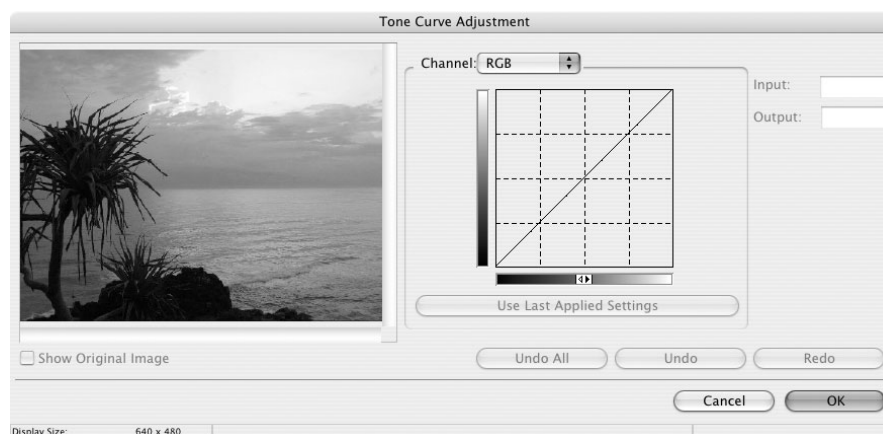 Tone Curve Adjustment
Channel: RGB
Input:
Output:
Use Last Applied Settings
Show Original Image
Undo All
Undo
Redo
Cancel
OK
Display Size: 640 x 480